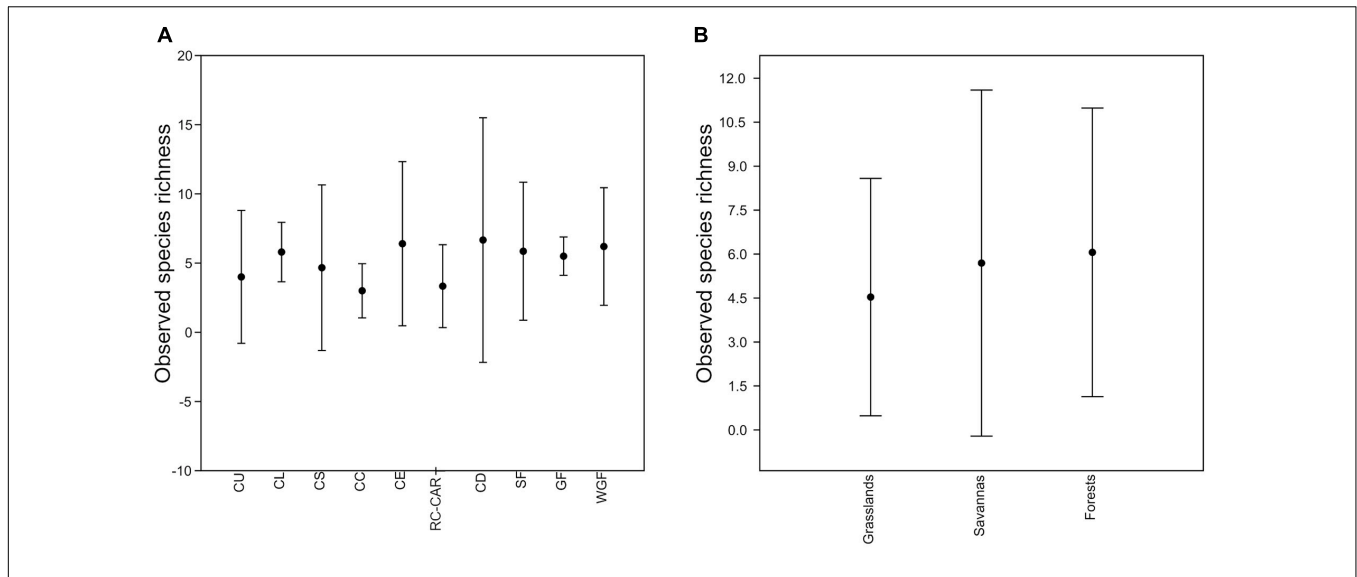 A
Observed species richness
20
15
10
5
0
-5
-10
CU
CL
CS
CC
CE
RC-CAR
CD
SF
GF
WGF
B
Observed species richness
12.0
10.5
9.0
7.5
6.0
4.5
3.0
1.5
0.0
Grasslands
Savannas
Forests